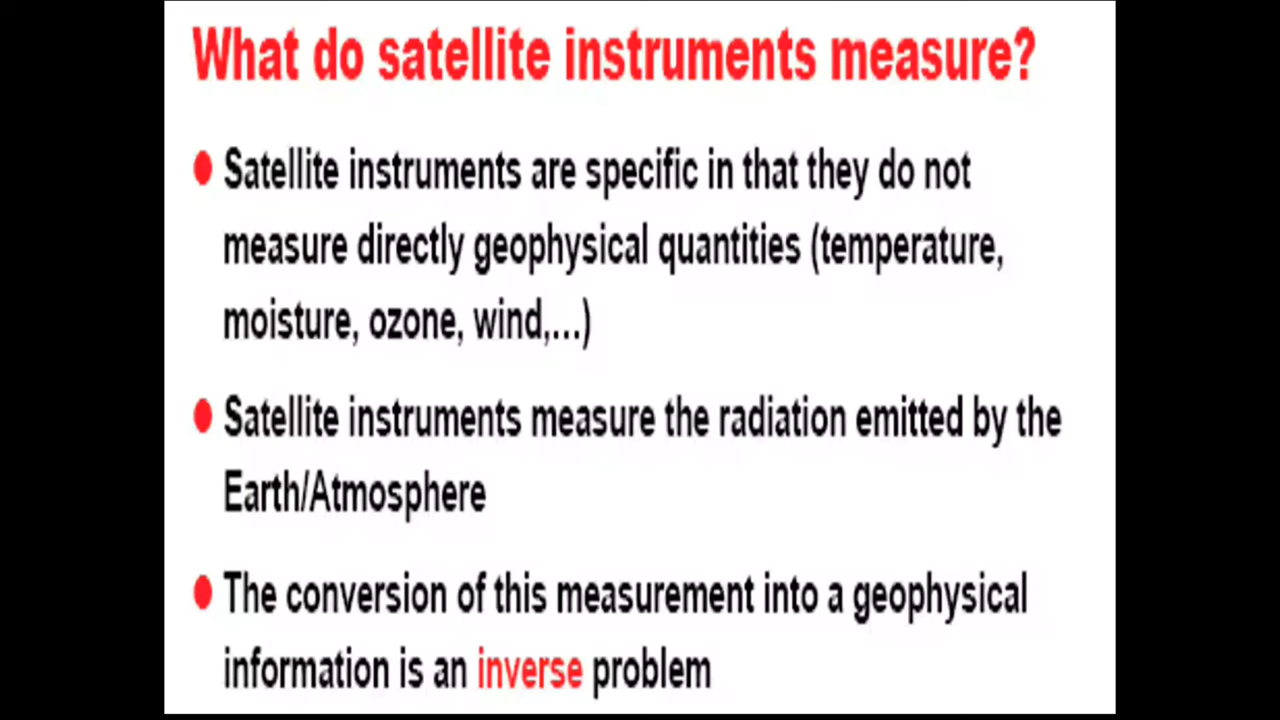 What do satellite instruments measure?
Satellite instruments are specific in that they do not
measure directly geophysical quantities (temperature,
moisture, ozone, wind,...)
Satellite instruments measure the radiation emitted by the
Earth/Atmosphere
The conversion of this measurement into a geophysical
information is an inverse problem